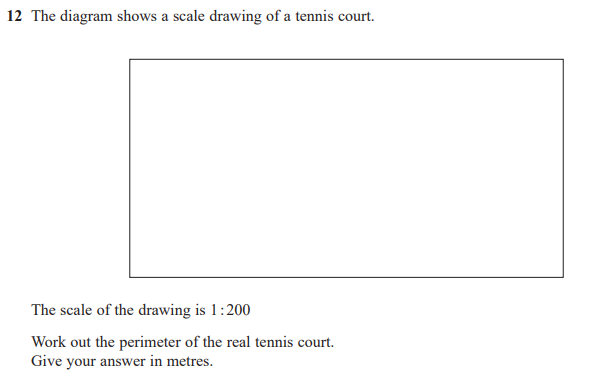 12 The diagram shows a scale drawing of a tennis court.
The scale of the drawing is 1 : 200
Work out the perimeter of the real tennis court.
Give your answer in metres.